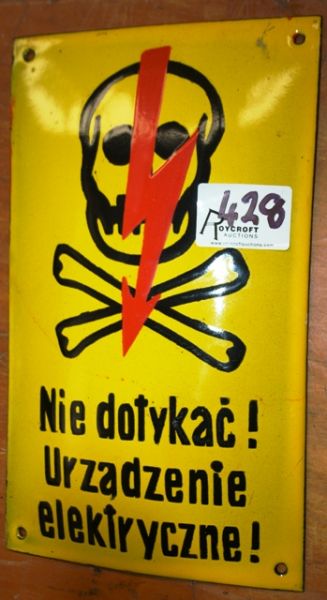 428
ROYCROFT
AUCTIONS
Nie dotykać!
Urządzenie
elektryczne!